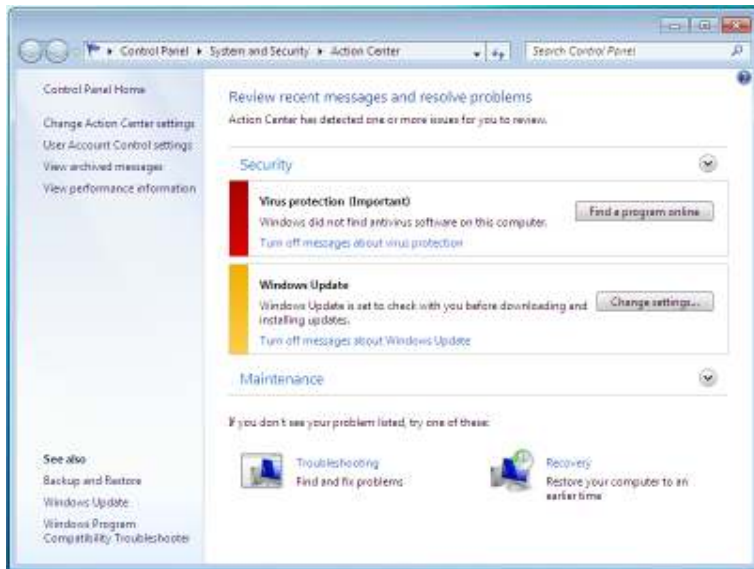 Control Panel ▸ System and Security ▸ Action Center
Search Control Panel
Control Panel Home
Change Action Center settings
User Account Control settings
View archived messages
View performance information
See also
Backup and Restore
Windows Update
Windows Program
Compatibility Troubleshooter
Review recent messages and resolve problems
Action Center has detected one or more issues for you to review.
Security
Virus protection (Important)
Windows did not find antivirus software on this computer.
Turn off messages about virus protection
Find a program online
Windows Update
Windows Update is set to check with you before downloading and
installing updates.
Turn off messages about Windows Update
Change settings...
Maintenance
If you don't see your problem listed, try one of these:
Troubleshooting
Find and fix problems
Recovery
Restore your computer to an
earlier time